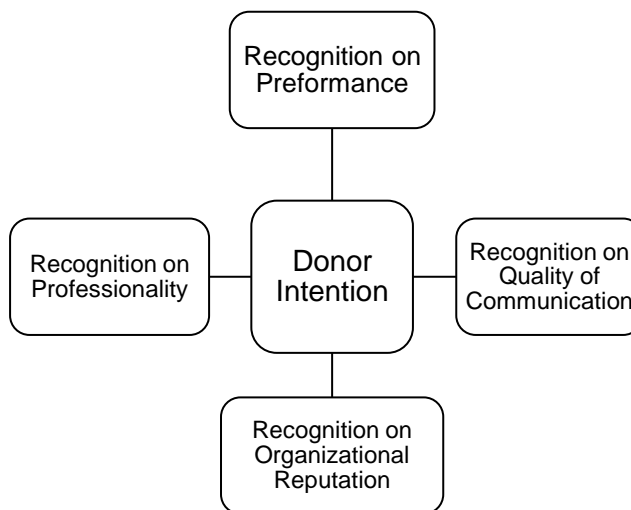 Recognition on
Preformance
Recognition on
Professionality
Donor
Intention
Recognition on
Quality of
Communication
Recognition on
Organizational
Reputation